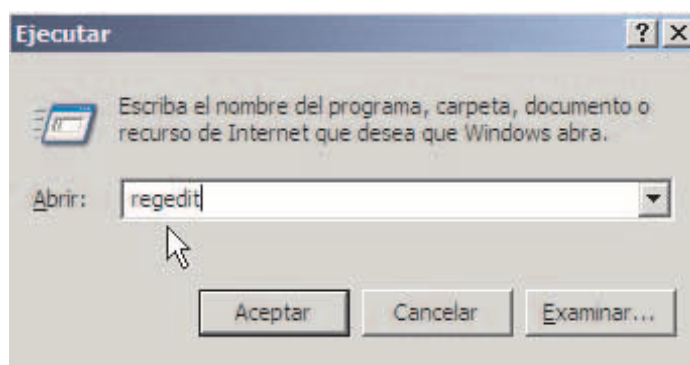 Ejecutar
Escriba el nombre del programa, carpeta, documento o
recurso de Internet que desea que Windows abra.
Abrir: regedit
Aceptar Cancelar Examinar...